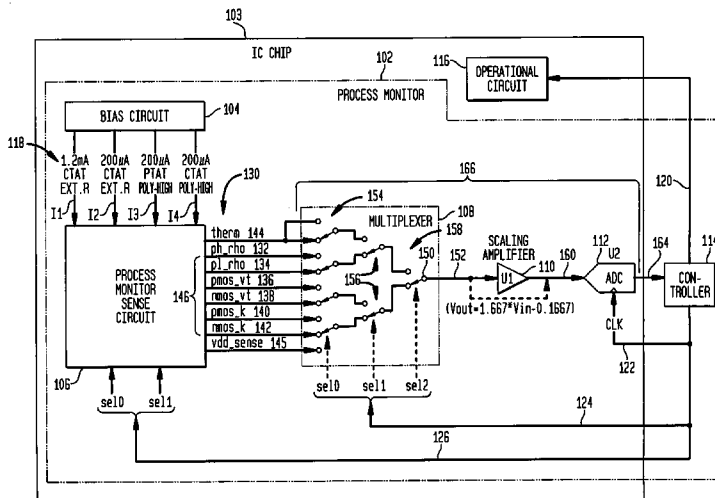 103
IC CHIP
102
116
OPERATIONAL
CIRCUIT
PROCESS MONITOR
BIAS CIRCUIT
104
118
1.2mA
CTAT
EXT.R
200µA
CTAT
EXT.R
200µA
PTAT
POLY-HIGH
200µA
CTAT
POLY-HIGH
130
I1
I2
I3
I4
166
154
MULTIPLEXER
108
158
120
therm 144
ph_rho 132
pl_rho 134
pmos_vt 136
nmos_vt 138
pmos_k 140
nmos_k 142
vdd_sense 145
146
PROCESS
MONITOR
SENSE
CIRCUIT
156
150
152
SCALING
AMPLIFIER
U1
110
160
112
U2
ADC
164
114
CON-
TROLLER
(Vout=1.667*Vin-0.1667)
CLK
122
sel0
sel1
sel2
106
sel0
sel1
124
126